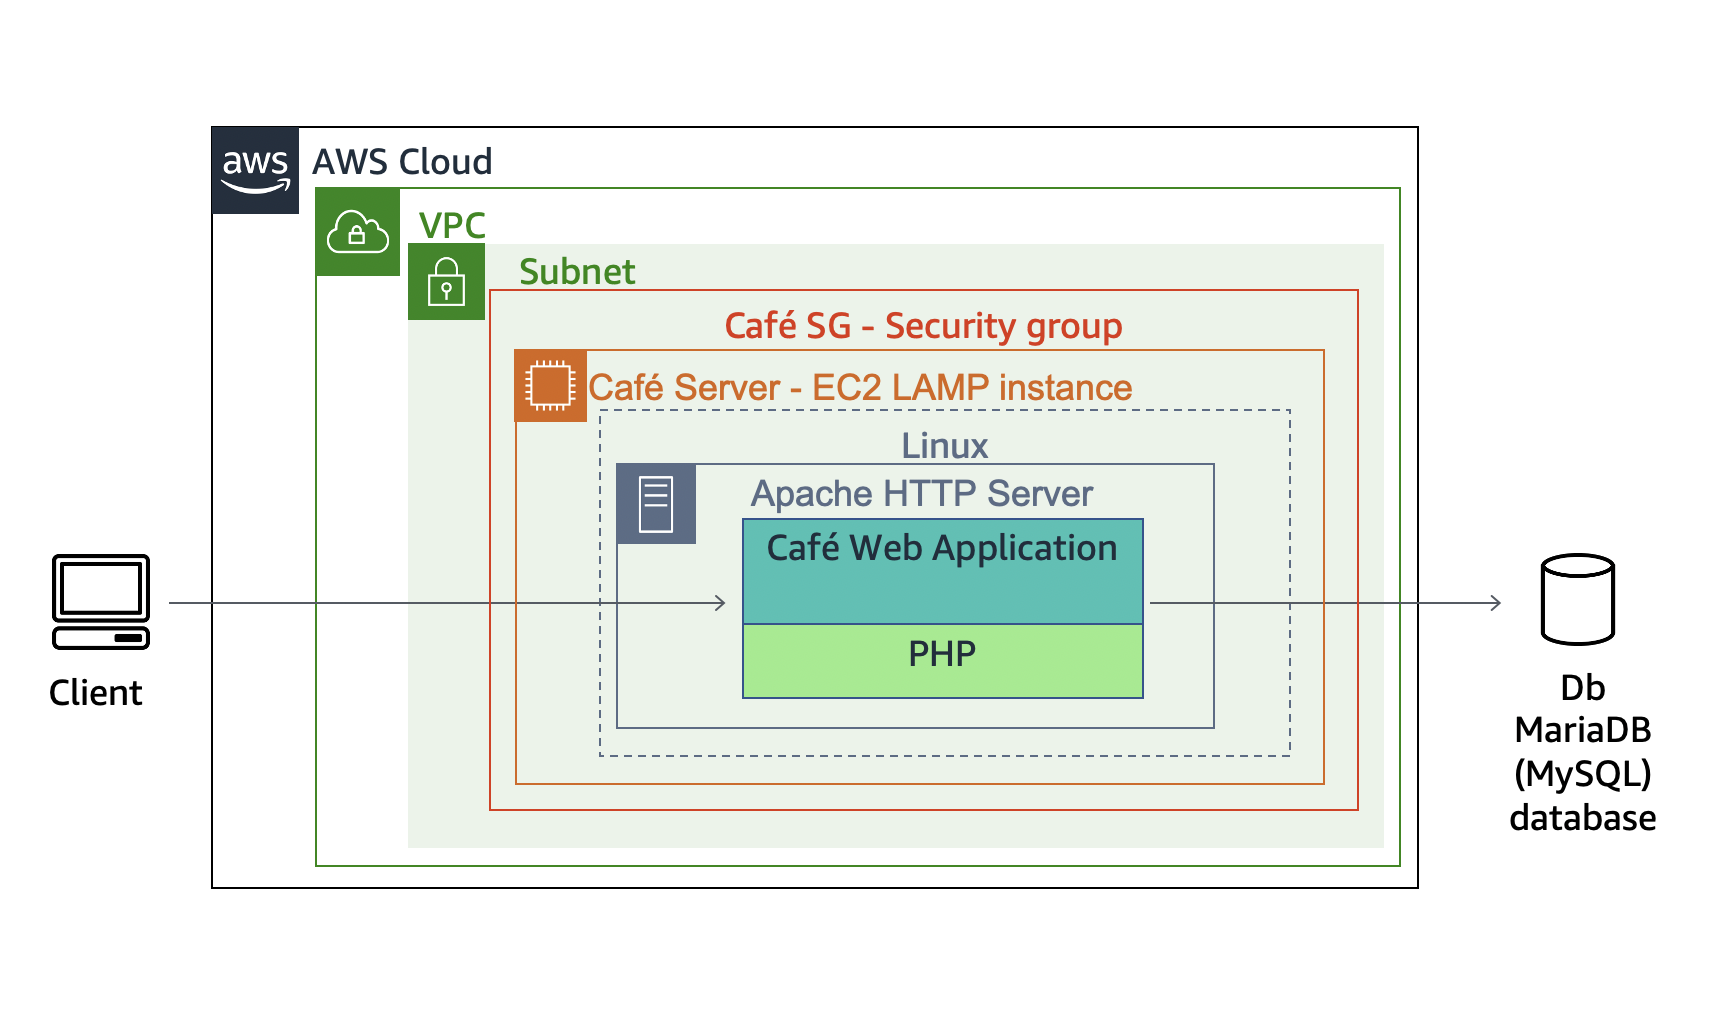 aws
AWS Cloud
VPC
Subnet
Café SG - Security group
Café Server - EC2 LAMP instance
Linux
Apache HTTP Server
Café Web Application
PHP
Client
Db
MariaDB
(MySQL)
database